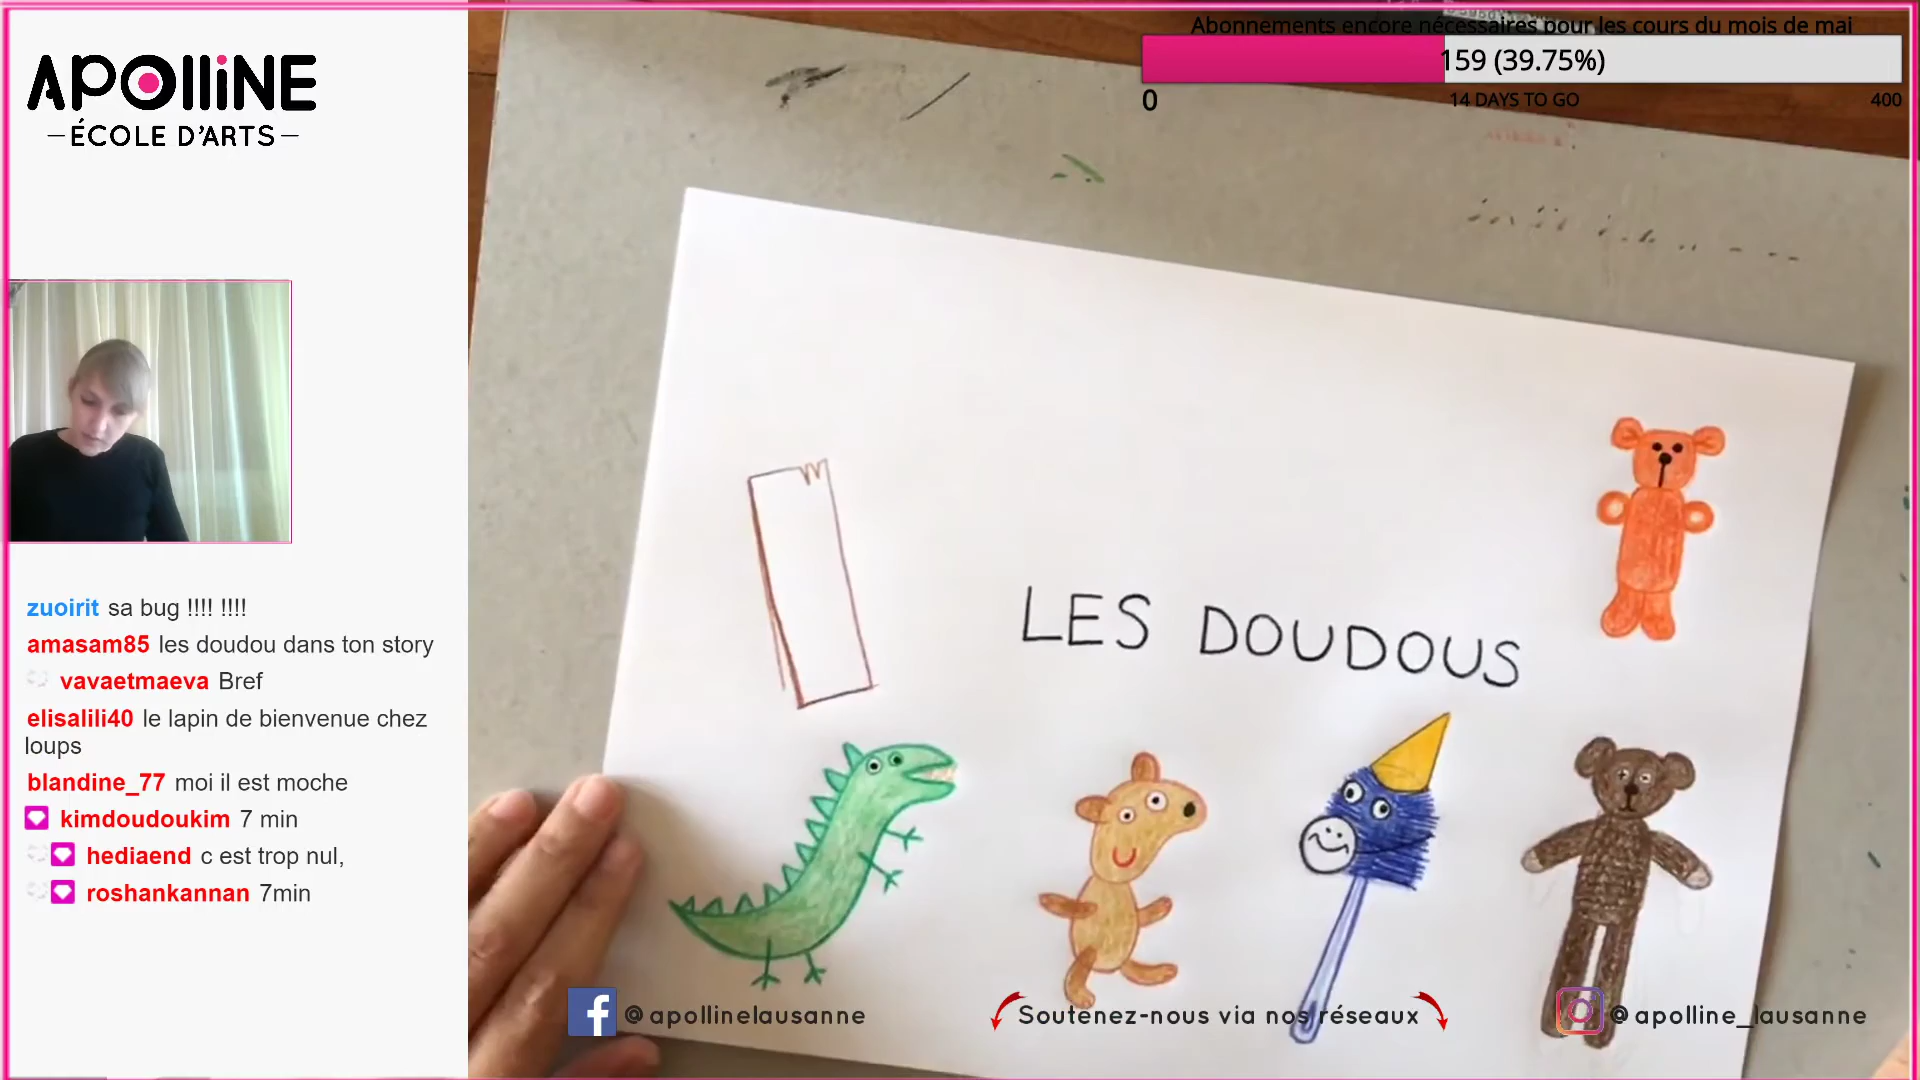 APOLLINE
ÉCOLE D'ARTS
Abonnements encore nécessaires pour les cours du mois de mai
159 (39.75%)
0
14 DAYS TO GO
400
zuoirit sa bug !!!! !!!!
amasam85 les doudou dans ton story
vavaetmaeva Bref
elisalili40 le lapin de bienvenue chez
loups
blandine_77 moi il est moche
kimdoudoukim 7 min
hediaend c est trop nul,
roshankannan 7min
LES DOUDOUS
@apollinelausanne
Soutenez-nous via nos réseaux
@apolline_lausanne